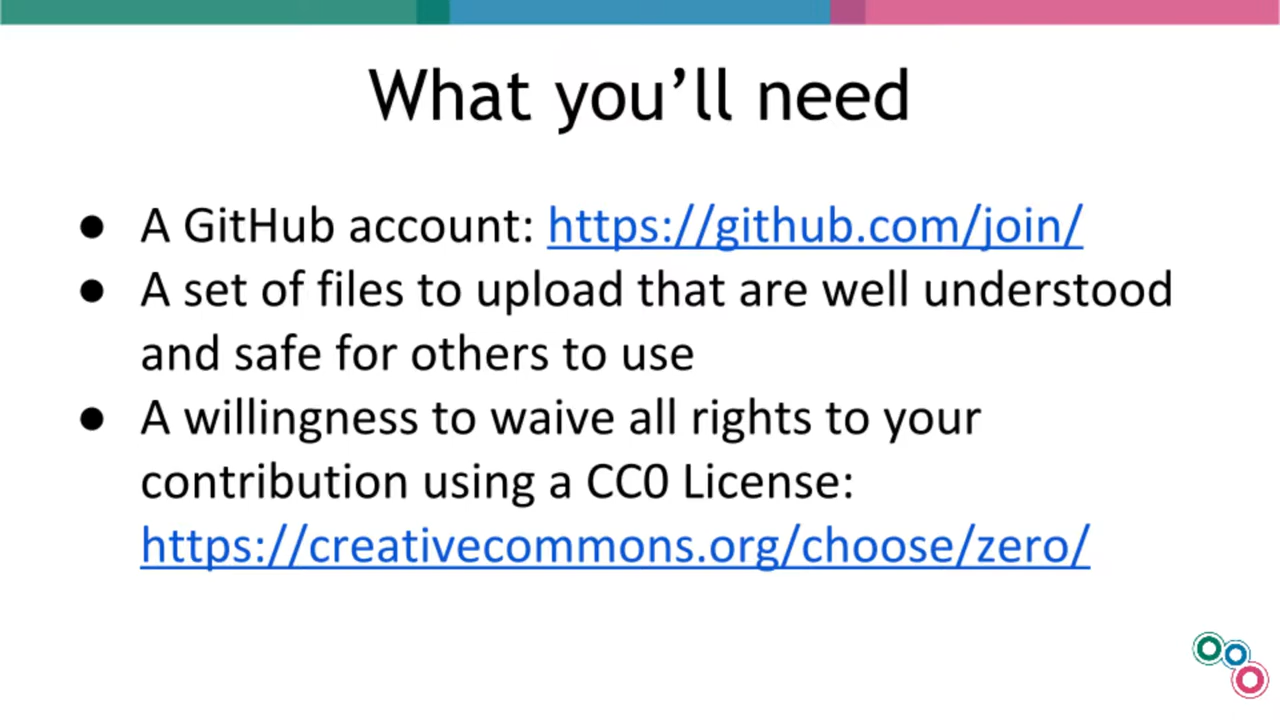 What you’ll need
● A GitHub account: https://github.com/join/
● A set of files to upload that are well understood
and safe for others to use
● A willingness to waive all rights to your
contribution using a CC0 License:
https://creativecommons.org/choose/zero/